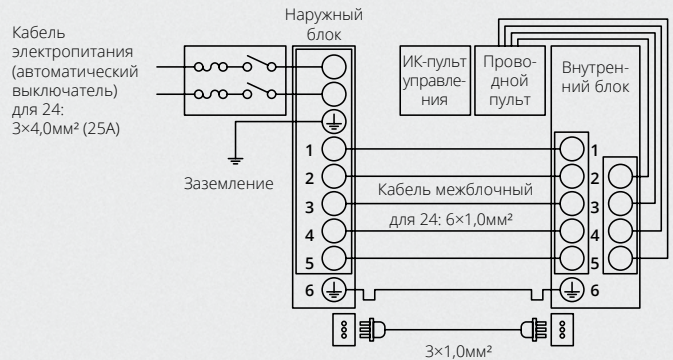 Кабель
электропитания
(автоматический
выключатель)
для 24:
3×4,0мм² (25А)
Заземление
Наружный
блок
1
2
3
4
5
6
ИК-пульт
управле-
ния
Прово-
дной
пульт
Внутрен-
ний блок
Кабель межблочный
для 24: 6×1,0мм²
1
2
3
4
5
6
3×1,0мм²